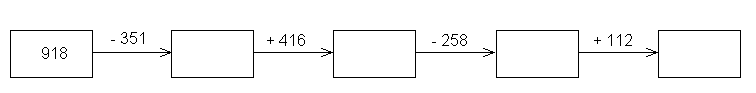 918 - 351 + 416 - 258 + 112